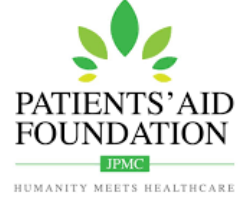 PATIENTS' AID
FOUNDATION
JPMC
HUMANITY MEETS HEALTHCARE